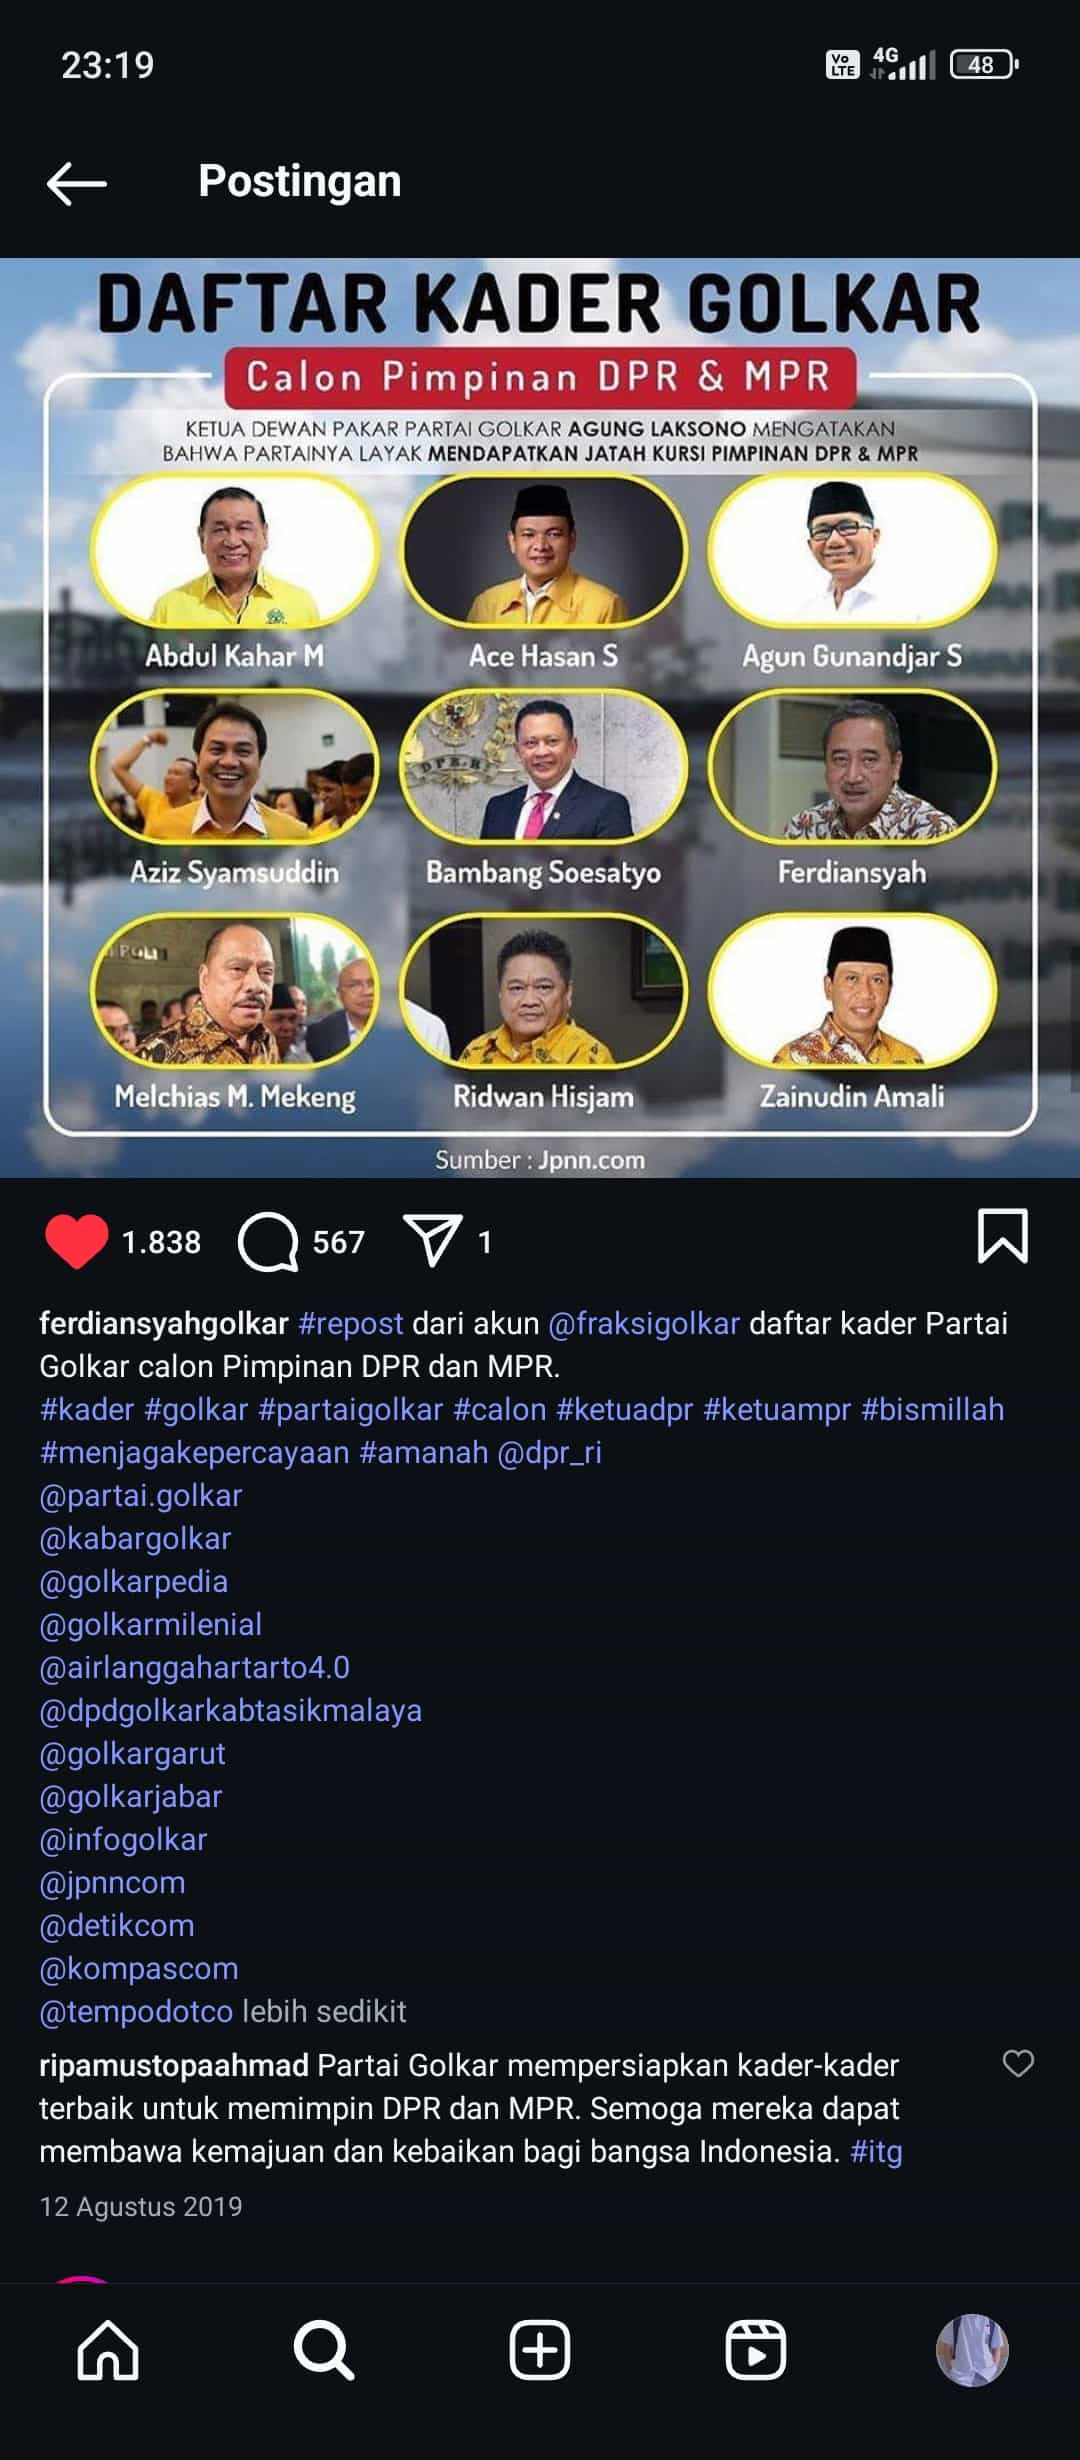 23:19
Vo LTE 4G 48
Postingan
DAFTAR KADER GOLKAR
Calon Pimpinan DPR & MPR
KETUA DEWAN PAKAR PARTAI GOLKAR AGUNG LAKSONO MENGATAKAN
BAHWA PARTAINYA LAYAK MENDAPATKAN JATAH KURSI PIMPINAN DPR & MPR
Abdul Kahar M
Ace Hasan S
Agun Gunandjar S
DPR-RI
Aziz Syamsuddin
Bambang Soesatyo
Ferdiansyah
Melchias M. Mekeng
Ridwan Hisjam
Zainudin Amali
Sumber : Jpnn.com
1.838 567 1
ferdiansyahgolkar #repost dari akun @fraksigolkar daftar kader Partai
Golkar calon Pimpinan DPR dan MPR.
#kader #golkar #partaigolkar #calon #ketuadpr #ketuampr #bismillah
#menjagakepercayaan #amanah @dpr_ri
@partai.golkar
@kabargolkar
@golkarpedia
@golkarmilenial
@airlanggahartarto4.0
@dpdgolkarkabtasikmalaya
@golkargarut
@golkarjabar
@infogolkar
@jpnncom
@detikcom
@kompascom
@tempodotco lebih sedikit
ripamustopaahmad Partai Golkar mempersiapkan kader-kader
terbaik untuk memimpin DPR dan MPR. Semoga mereka dapat
membawa kemajuan dan kebaikan bagi bangsa Indonesia. #itg
12 Agustus 2019